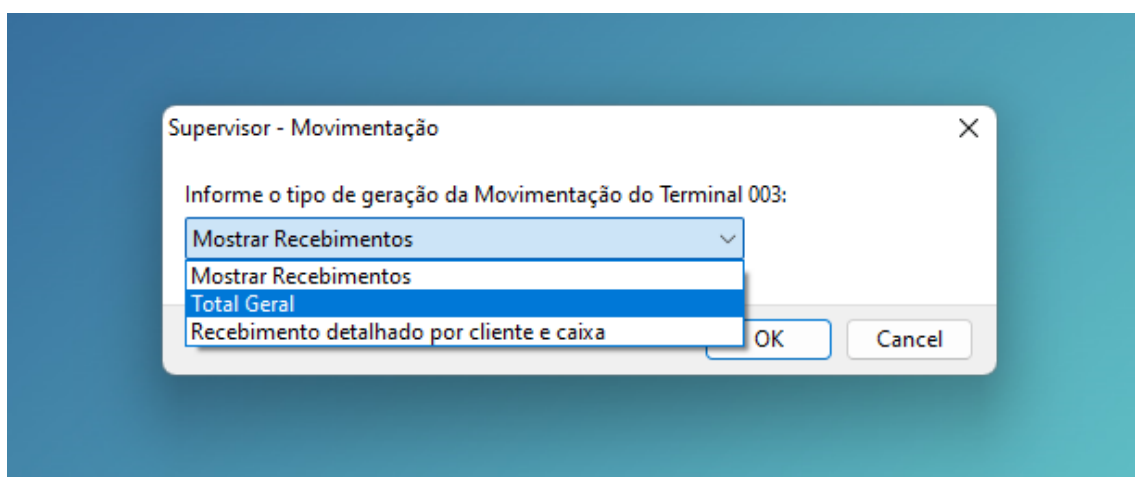 Supervisor - Movimentação
Informe o tipo de geração da Movimentação do Terminal 003:
Mostrar Recebimentos
Mostrar Recebimentos
Total Geral
Recebimento detalhado por cliente e caixa
OK Cancel